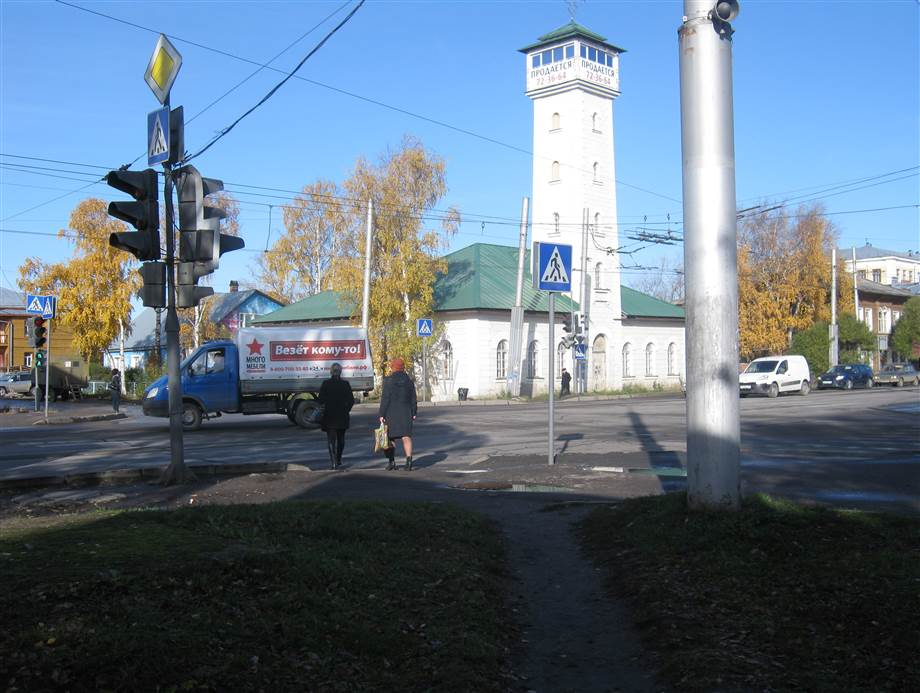 ПРОДАЕТСЯ
72-36-64
ПРОДАЕТСЯ
72-36-64
Везёт кому-то!
МНОГО
МЕБЕЛИ